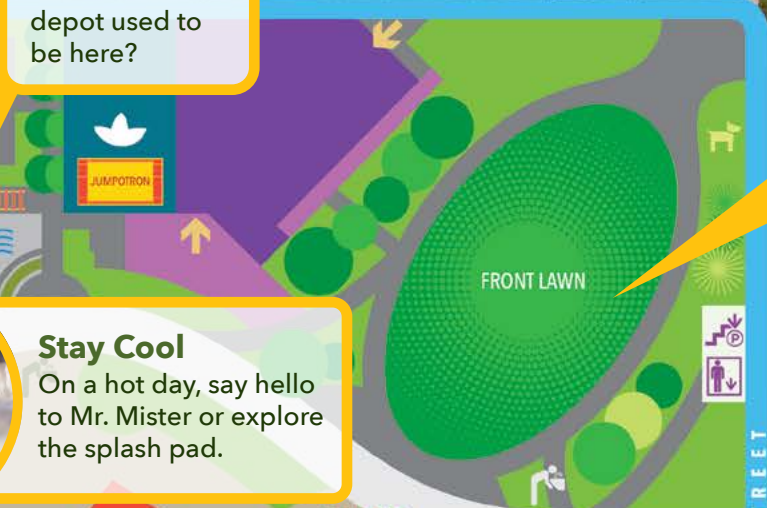 depot used to
be here?
JUMPOTRON
FRONT LAWN
Stay Cool
On a hot day, say hello
to Mr. Mister or explore
the splash pad.
P
REET